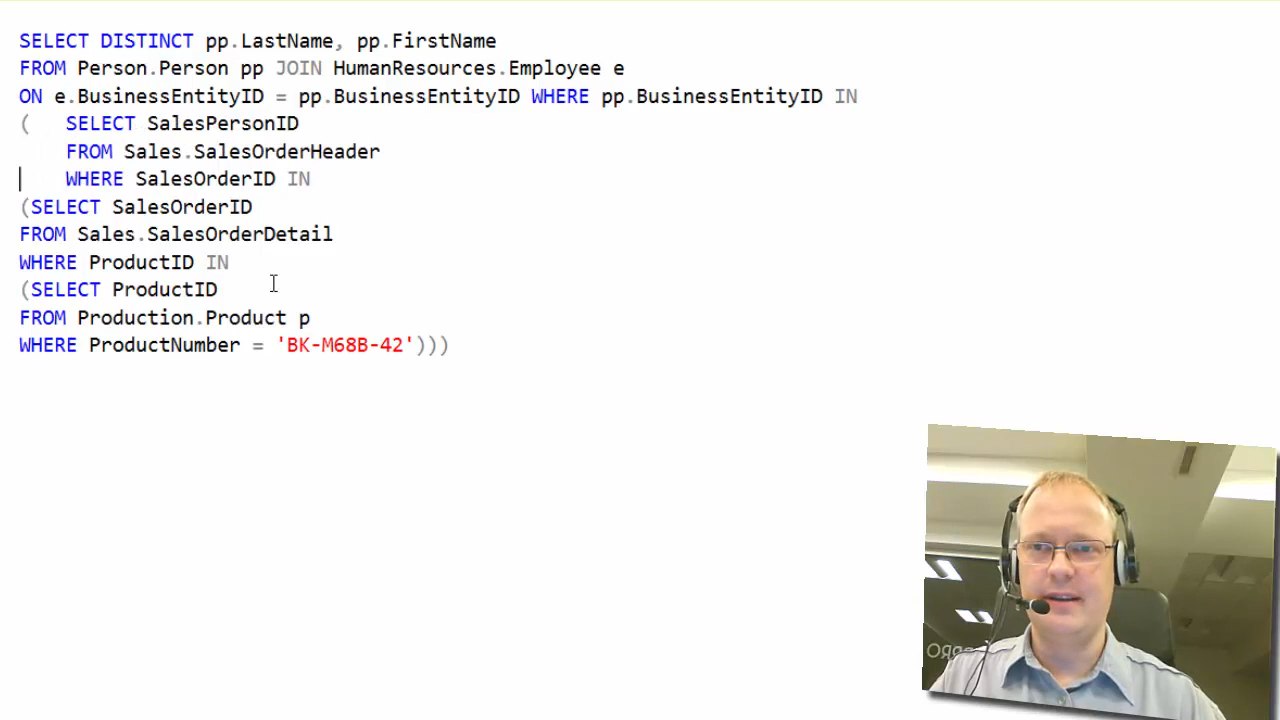 SELECT DISTINCT pp.LastName, pp.FirstName
FROM Person.Person pp JOIN HumanResources.Employee e
ON e.BusinessEntityID = pp.BusinessEntityID WHERE pp.BusinessEntityID IN
(   SELECT SalesPersonID
    FROM Sales.SalesOrderHeader
    WHERE SalesOrderID IN
(SELECT SalesOrderID
FROM Sales.SalesOrderDetail
WHERE ProductID IN
(SELECT ProductID
FROM Production.Product p
WHERE ProductNumber = 'BK-M68B-42')))